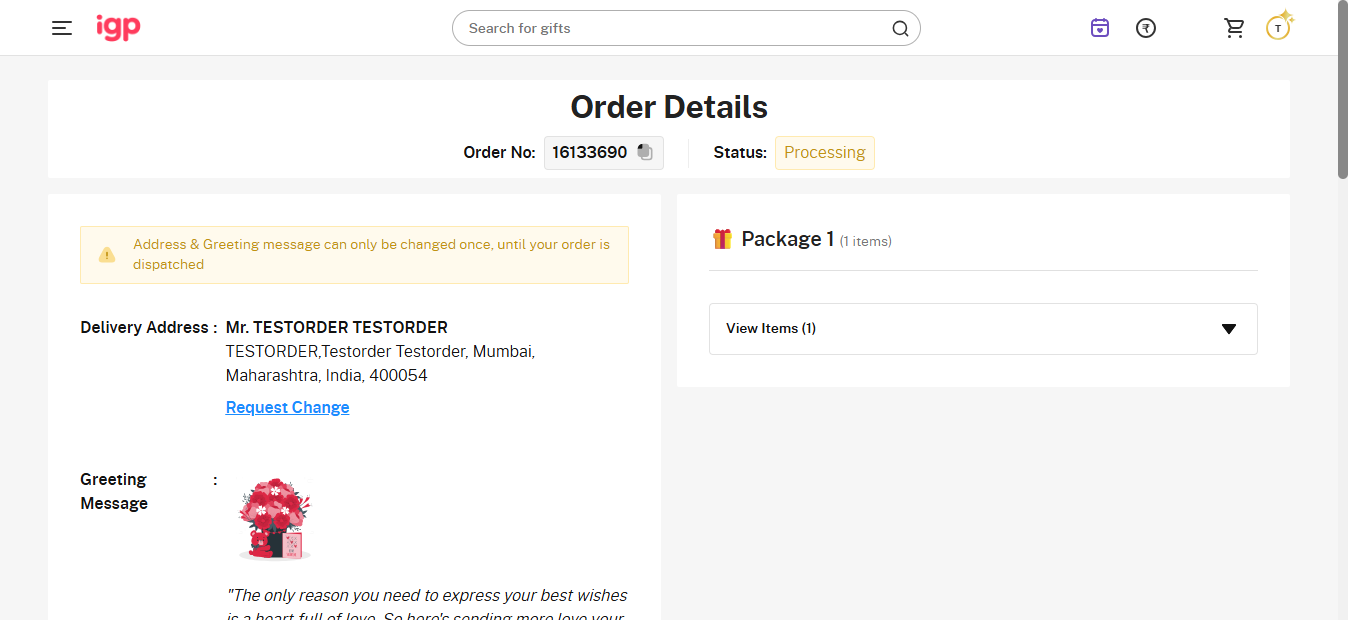 igp
Search for gifts
₹
T
Order Details
Order No: 16133690
Status: Processing
Address & Greeting message can only be changed once, until your order is
dispatched
Delivery Address : Mr. TESTORDER TESTORDER
TESTORDER,Testorder Testorder, Mumbai,
Maharashtra, India, 400054
Request Change
Greeting :
Message
"The only reason you need to express your best wishes
is a heart full of love. So here's sending more love your
Package 1 (1 items)
View Items (1)